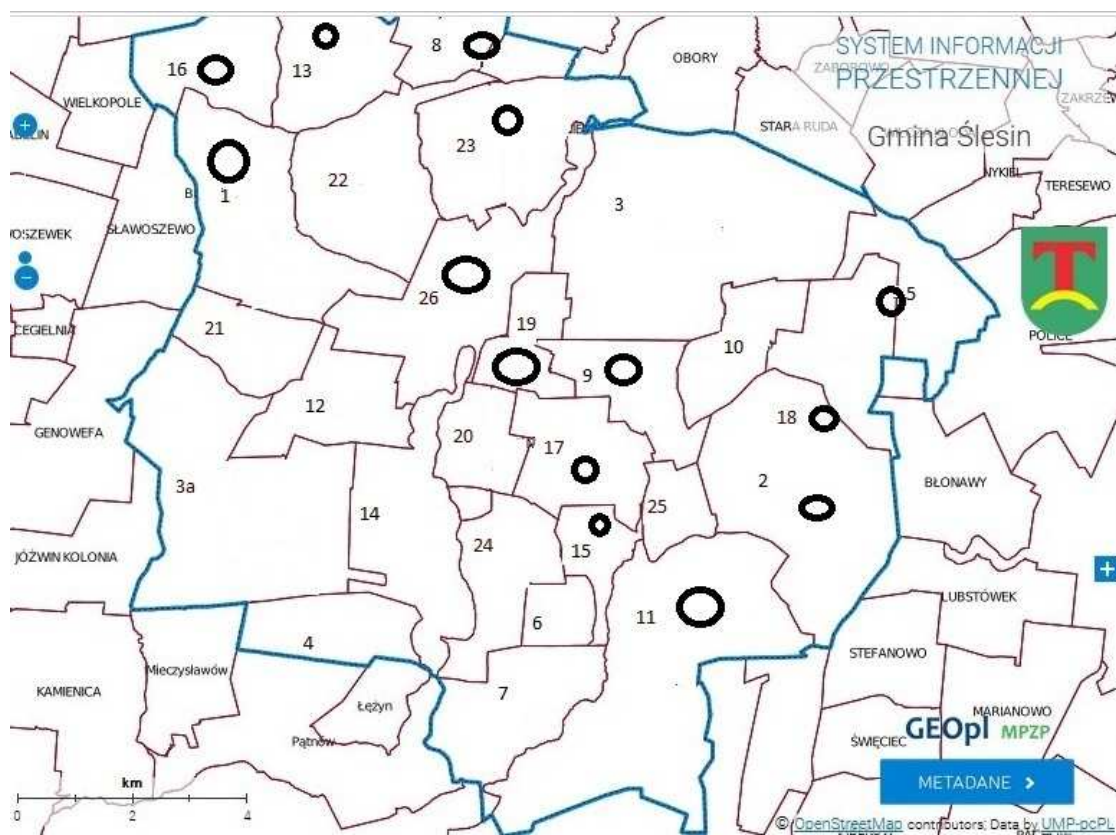 SYSTEM INFORMACJI
PRZESTRZENNEJ
Gmina Ślesin
8
OBORY
16
13
ZABOROWO
WIELKOPOLE
STARA RUDA
23
22
NYKIEL
TERESEWO
B
1
3
SŁAWOSZEWO
26
5
CEGIELNIA
21
19
10
POLICE
9
12
18
GENOWEFA
20
17
3a
2
BŁONAWY
14
25
24
15
JÓŹWIN KOLONIA
LUBSTÓWEK
6
11
4
STEFANOWO
Mieczysławów
KAMIENICA
7
Łężyn
MARIANOWO
GEOpl MPZP
ŚWIĘCIEC
Pątnów
km
METADANE
0
2
4
© OpenStreetMap contributors; Data by UMP-pcPL